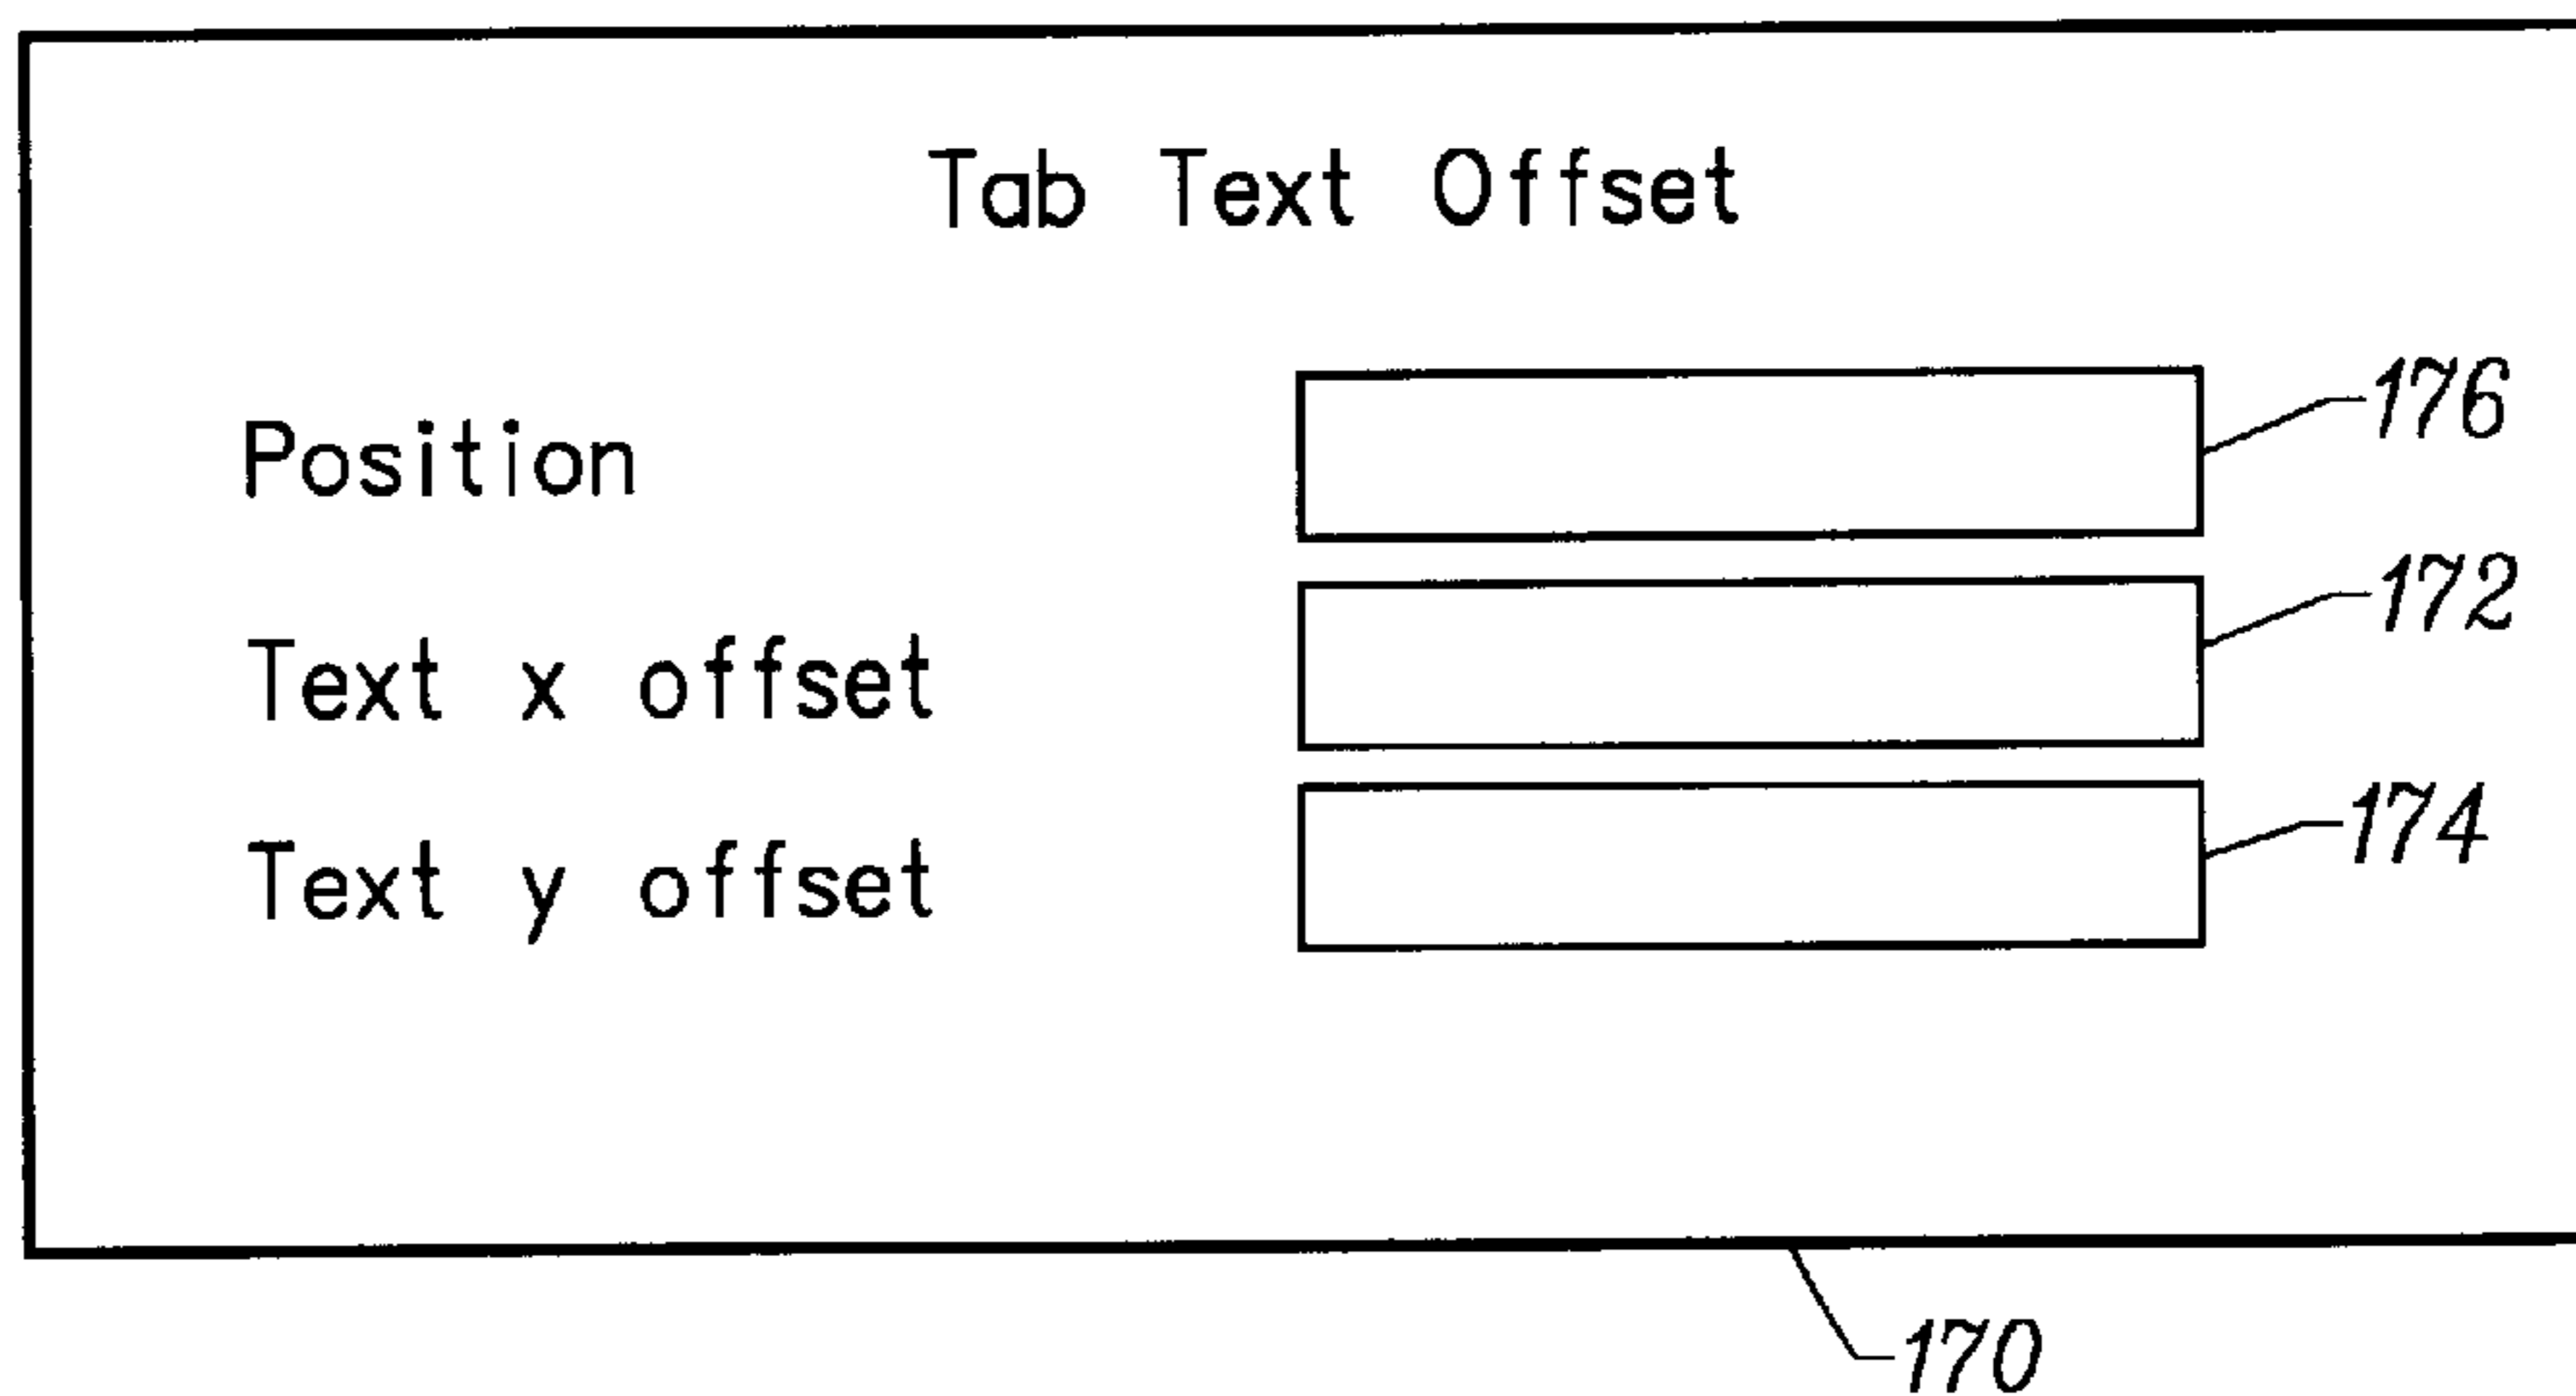 Tab Text Offset
Position 176
Text x offset 172
Text y offset 174
170